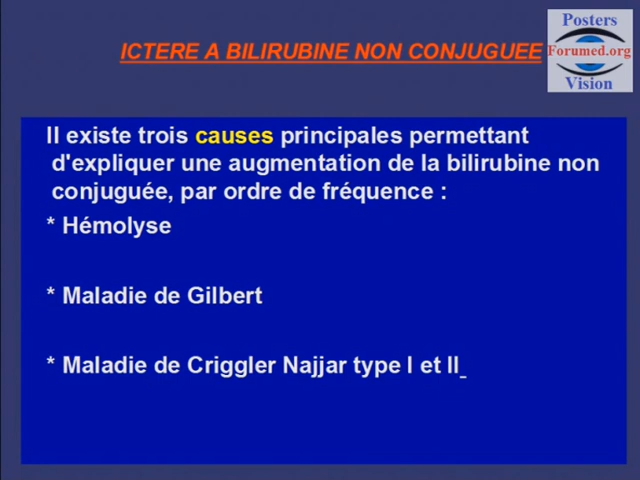 Posters
Forumed.org
Vision
ICTERE A BILIRUBINE NON CONJUGUEE
Il existe trois causes principales permettant
d'expliquer une augmentation de la bilirubine non
conjuguée, par ordre de fréquence :
* Hémolyse
* Maladie de Gilbert
* Maladie de Criggler Najjar type I et II_